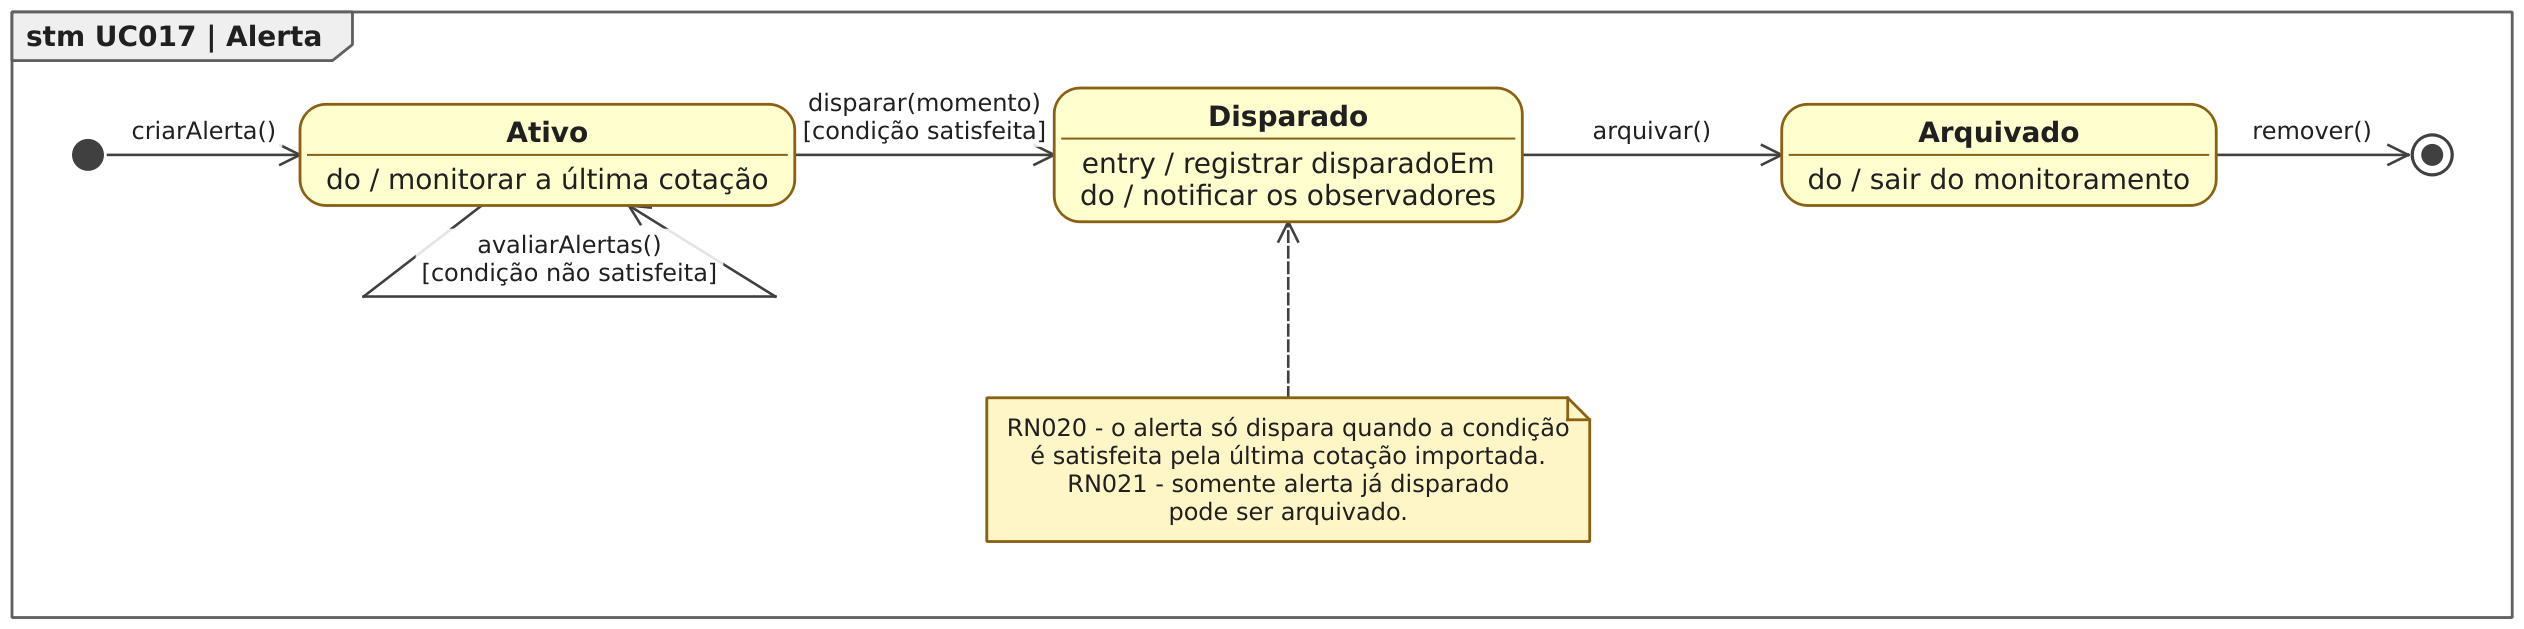 stm UC017 | Alerta
criarAlerta()
Ativo
do / monitorar a última cotação
avaliarAlertas()
[condição não satisfeita]
disparar(momento)
[condição satisfeita]
Disparado
entry / registrar disparadoEm
do / notificar os observadores
arquivar()
Arquivado
do / sair do monitoramento
remover()
RN020 - o alerta só dispara quando a condição
é satisfeita pela última cotação importada.
RN021 - somente alerta já disparado
pode ser arquivado.